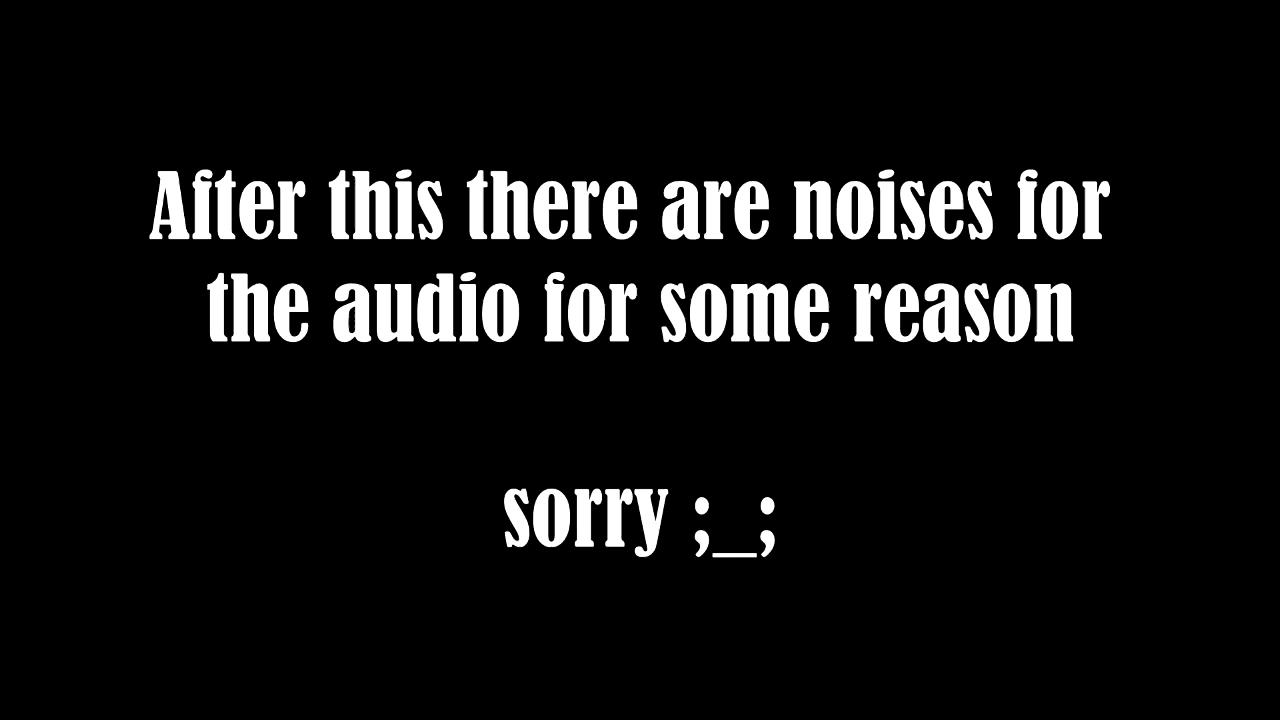 After this there are noises for
the audio for some reason
sorry ;_;